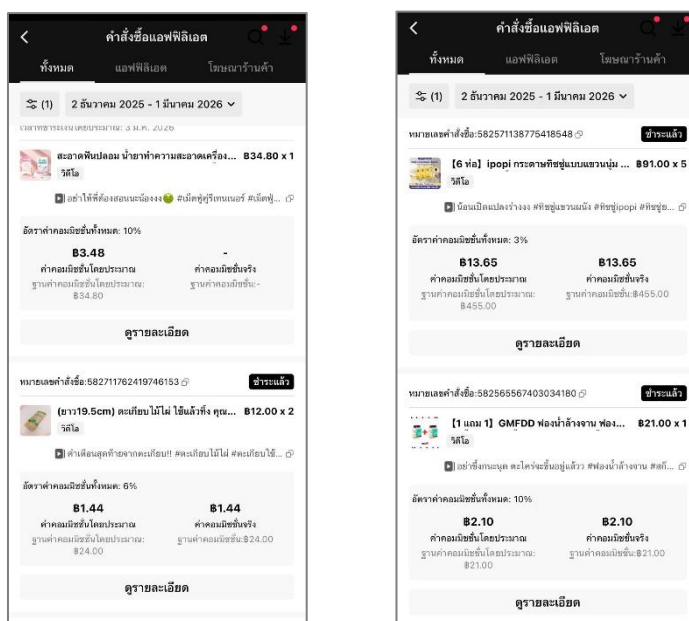 คำสั่งซื้อแอฟฟิลิเอต
ทั้งหมด แอฟฟิลิเอต โฆษณาร้านค้า
(1) 2 ธันวาคม 2025 - 1 มีนาคม 2026
สะอาดฟันปลอม น้ำยาทำความสะอาดเครื่อง... ฿34.80 x 1
วิดีโอ
อย่าให้พี่ต้องสอนนะน้องงง
อัตราค่าคอมมิชชั่นทั้งหมด: 10%
฿3.48 -
ค่าคอมมิชชั่นโดยประมาณ ค่าคอมมิชชั่นจริง
ฐานค่าคอมมิชชั่นโดยประมาณ: ฐานค่าคอมมิชชั่น:-
฿34.80
ดูรายละเอียด
หมายเลขคำสั่งซื้อ:582711762419746153 ชำระแล้ว
(ยาว19.5cm) ตะเกียบไม้ไผ่ ใช้แล้วทิ้ง คุณ... ฿12.00 x 2
วิดีโอ
คำเตือนสุดท้ายจากตะเกียบ!! #ตะเกียบไม้ไผ่ #ตะเกียบใช้...
อัตราค่าคอมมิชชั่นทั้งหมด: 6%
฿1.44 ฿1.44
ค่าคอมมิชชั่นโดยประมาณ ค่าคอมมิชชั่นจริง
ฐานค่าคอมมิชชั่นโดยประมาณ: ฐานค่าคอมมิชชั่น:฿24.00
฿24.00
ดูรายละเอียด
คำสั่งซื้อแอฟฟิลิเอต
ทั้งหมด แอฟฟิลิเอต โฆษณาร้านค้า
(1) 2 ธันวาคม 2025 - 1 มีนาคม 2026
หมายเลขคำสั่งซื้อ:582571138775418548 ชำระแล้ว
【6 ห่อ】ipopi กระดาษทิชชู่แบบแขวนนุ่ม ... ฿91.00 x 5
วิดีโอ
#ทิชชู่แขวนผนัง #ทิชชู่ipopi #ทิชชู่ย...
อัตราค่าคอมมิชชั่นทั้งหมด: 3%
฿13.65 ฿13.65
ค่าคอมมิชชั่นโดยประมาณ ค่าคอมมิชชั่นจริง
ฐานค่าคอมมิชชั่นโดยประมาณ: ฐานค่าคอมมิชชั่น:฿455.00
฿455.00
ดูรายละเอียด
หมายเลขคำสั่งซื้อ:582565567403034180 ชำระแล้ว
【1 แถม 1】GMFDD ฟองน้ำล้างจาน ฟอง... ฿21.00 x 1
วิดีโอ
อย่าขี้งกนะนุด ตะไคร่จะขึ้นอยู่แล้วว #ฟองน้ำล้างจาน
อัตราค่าคอมมิชชั่นทั้งหมด: 10%
฿2.10 ฿2.10
ค่าคอมมิชชั่นโดยประมาณ ค่าคอมมิชชั่นจริง
ฐานค่าคอมมิชชั่นโดยประมาณ: ฐานค่าคอมมิชชั่น:฿21.00
฿21.00
ดูรายละเอียด